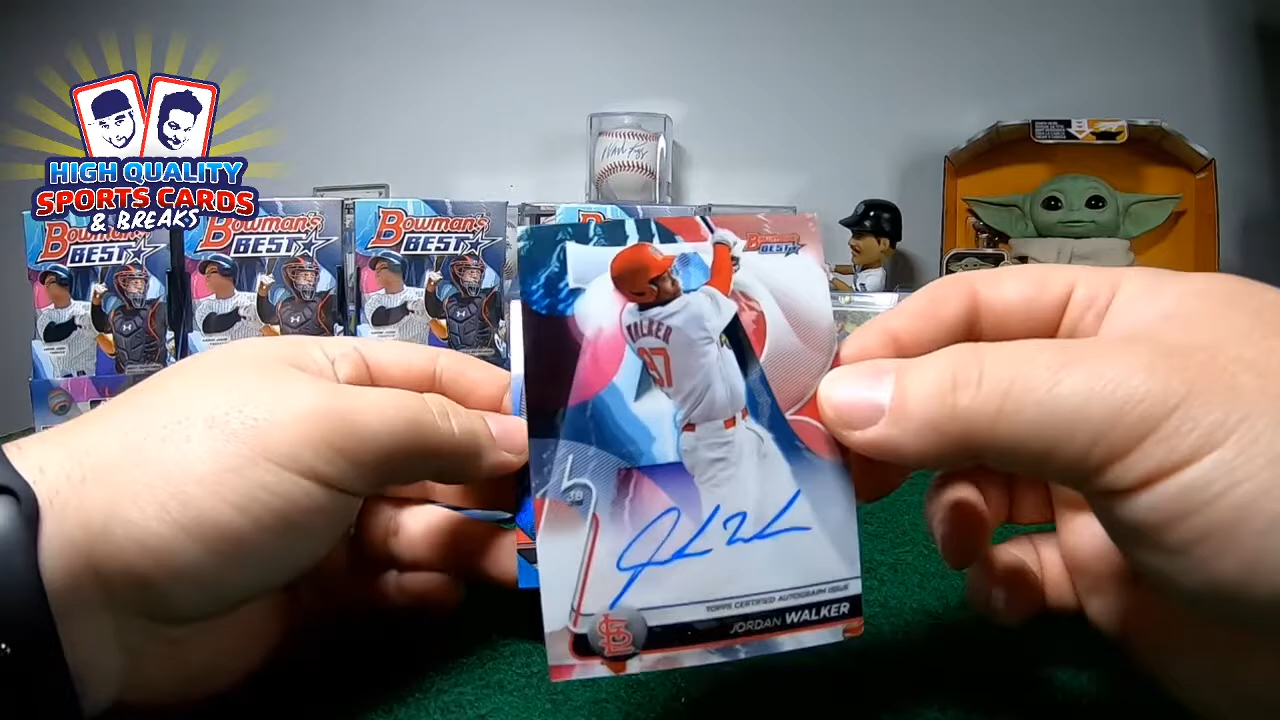 HIGH QUALITY
SPORTS CARDS
& BREAKS
BOWMAN'S
BEST
BOWMAN'S
BEST
BOWMAN'S
BEST
BOWMAN'S
BEST
WALKER
3B
TOPPS CERTIFIED AUTOGRAPH ISSUE
JORDAN WALKER